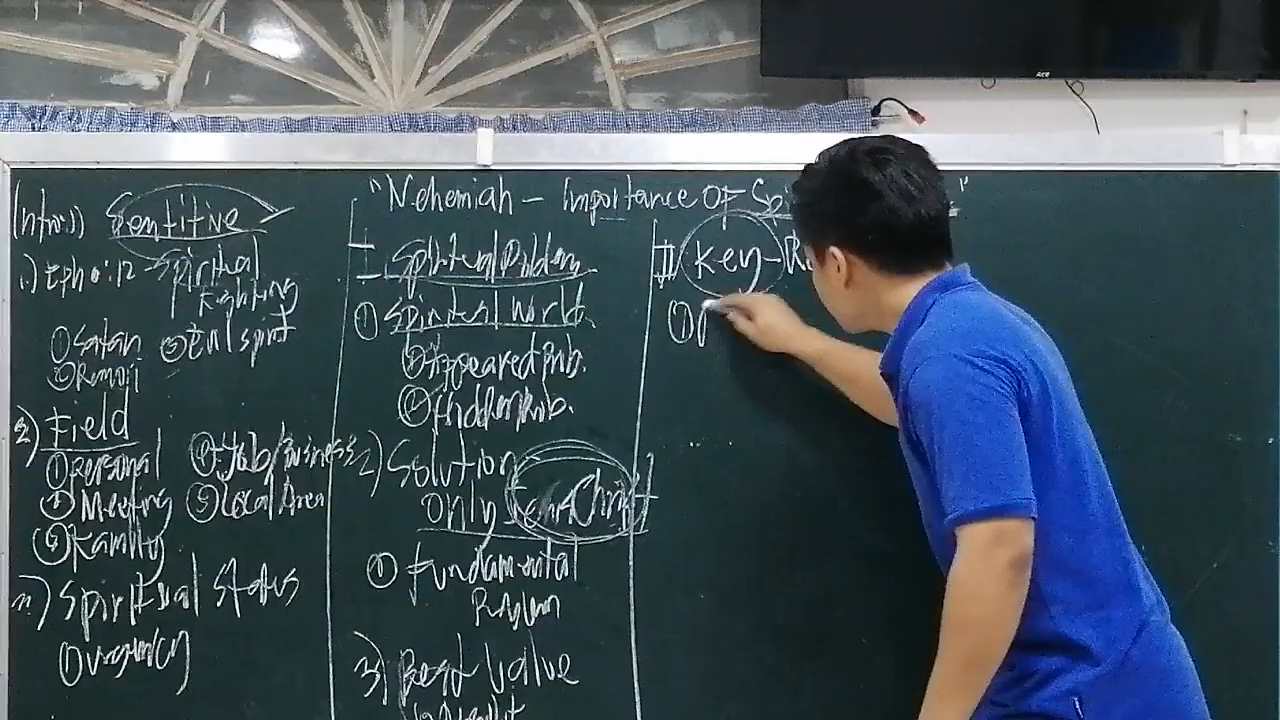 "Nehemiah - Importance Of
(Intro:)) Sentitive
1.) Eph 6:12 - Spiritual
Fighting
① Satan ② Evil spirit
2) Field
① Personal ④ Job/business
② Meeting ⑤ Local Area
③ Family
Spiritual Status
① Urgency
I Spiritual Problem
① Spiritual World
① Appeared Prob.
② Hidden Prob.
2) Solution
Only Jesus Christ
① Fundamental
Problem
3) Best Value
II Key -
①
ACE